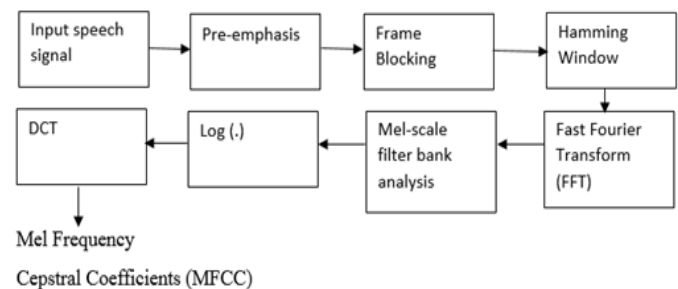 Input speech
signal
Pre-emphasis
Frame
Blocking
Hamming
Window
Fast Fourier
Transform
(FFT)
Mel-scale
filter bank
analysis
Log (.)
DCT
Mel Frequency
Cepstral Coefficients (MFCC)